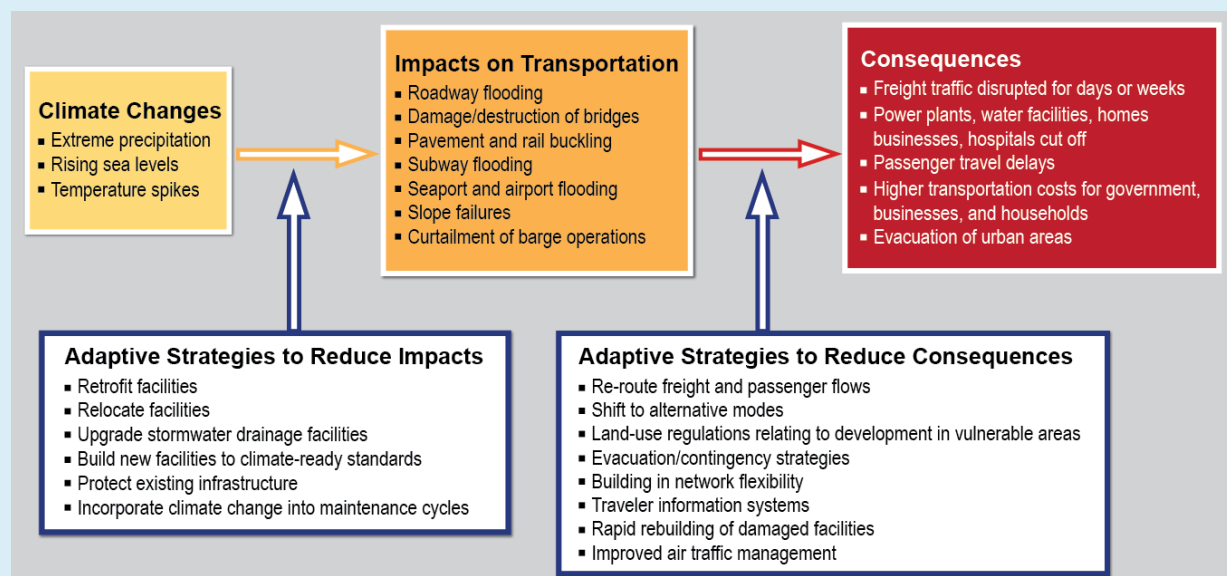 Climate Changes
▪ Extreme precipitation
▪ Rising sea levels
▪ Temperature spikes
Impacts on Transportation
▪ Roadway flooding
▪ Damage/destruction of bridges
▪ Pavement and rail buckling
▪ Subway flooding
▪ Seaport and airport flooding
▪ Slope failures
▪ Curtailment of barge operations
Consequences
▪ Freight traffic disrupted for days or weeks
▪ Power plants, water facilities, homes
businesses, hospitals cut off
▪ Passenger travel delays
▪ Higher transportation costs for government,
businesses, and households
▪ Evacuation of urban areas
Adaptive Strategies to Reduce Impacts
▪ Retrofit facilities
▪ Relocate facilities
▪ Upgrade stormwater drainage facilities
▪ Build new facilities to climate-ready standards
▪ Protect existing infrastructure
▪ Incorporate climate change into maintenance cycles
Adaptive Strategies to Reduce Consequences
▪ Re-route freight and passenger flows
▪ Shift to alternative modes
▪ Land-use regulations relating to development in vulnerable areas
▪ Evacuation/contingency strategies
▪ Building in network flexibility
▪ Traveler information systems
▪ Rapid rebuilding of damaged facilities
▪ Improved air traffic management